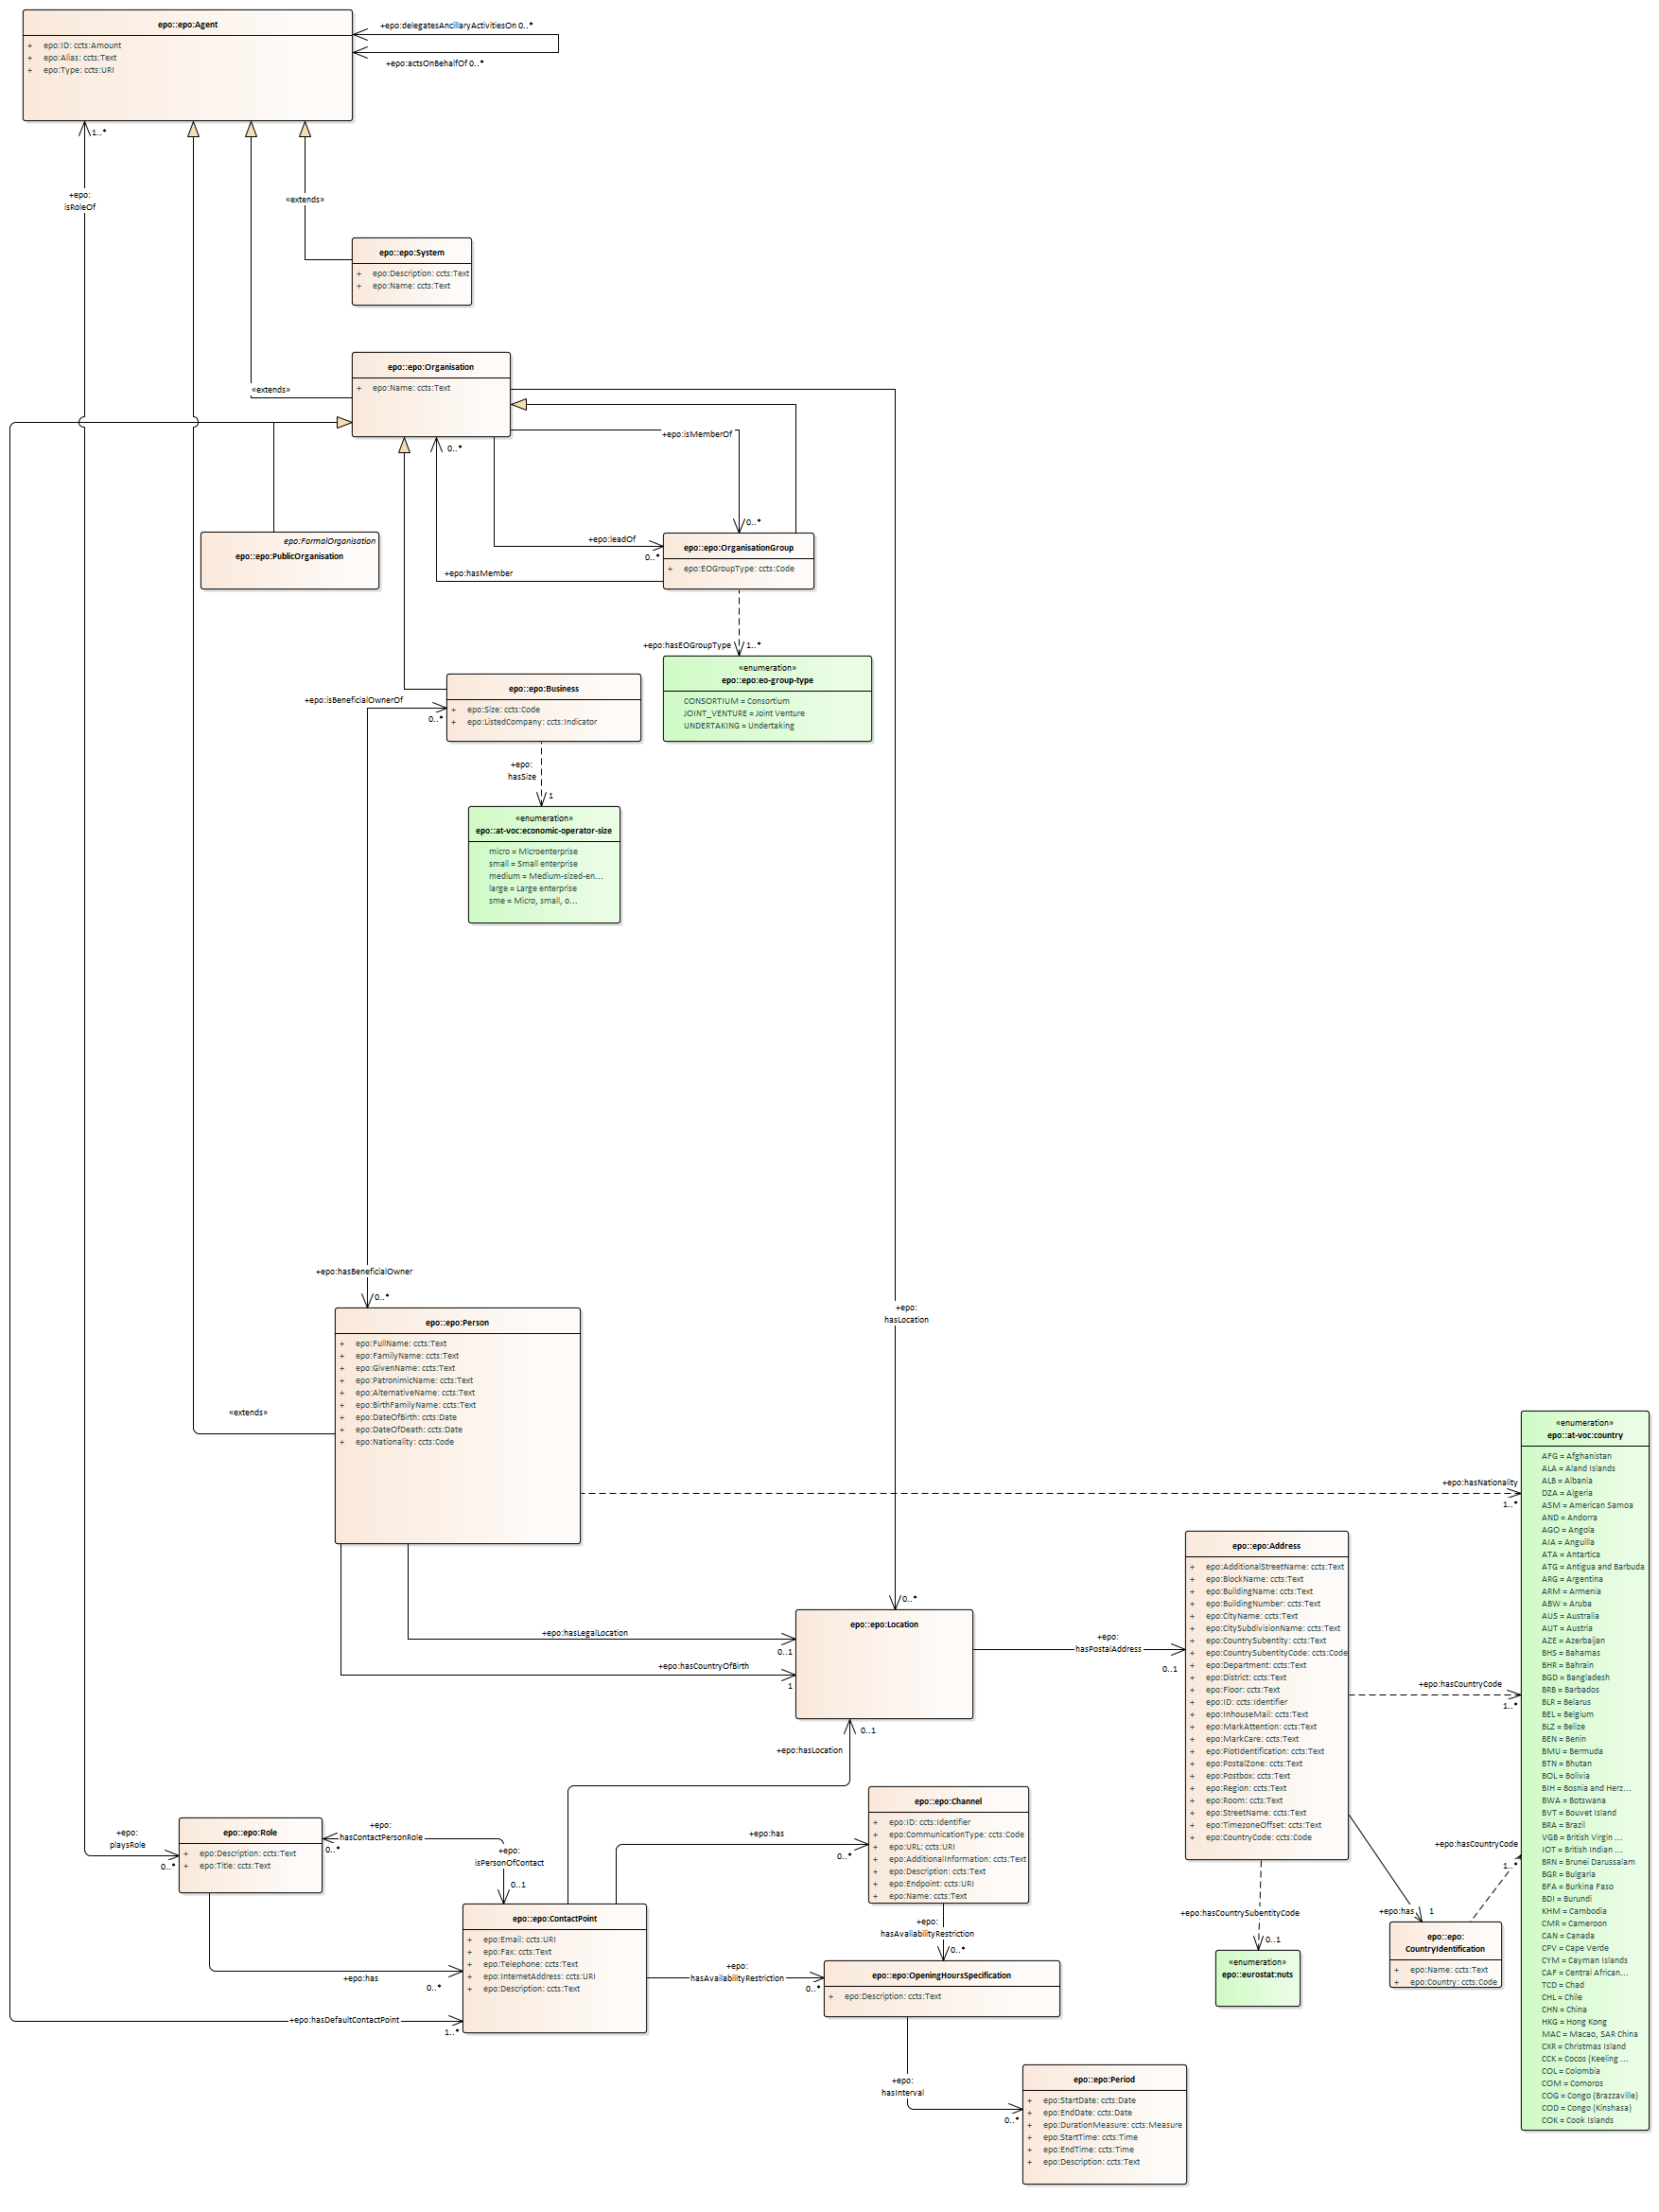 epo::epo:Agent
+ epo:ID: ccts:Amount
+ epo:Alias: ccts:Text
+ epo:Type: ccts:URI
+epo:delegatesAncillaryActivitiesOn 0..*
+epo:actsOnBehalfOf 0..*
1..*
+epo:
isRoleOf
«extends»
epo::epo:System
+ epo:Description: ccts:Text
+ epo:Name: ccts:Text
epo::epo:Organisation
+ epo:Name: ccts:Text
«extends»
+epo:isMemberOf
0..*
0..*
epo:FormalOrganisation
epo::epo:PublicOrganisation
+epo:leadOf
0..*
+epo:hasMember
epo::epo:OrganisationGroup
+ epo:EOGroupType: ccts:Code
+epo:hasEOGroupType
1..*
«enumeration»
epo::epo:eo-group-type
CONSORTIUM = Consortium
JOINT_VENTURE = Joint Venture
UNDERTAKING = Undertaking
+epo:isBeneficialOwnerOf
0..*
epo::epo:Business
+ epo:Size: ccts:Code
+ epo:ListedCompany: ccts:Indicator
+epo:
hasSize
1
«enumeration»
epo::at-voc:economic-operator-size
micro = Microenterprise
small = Small enterprise
medium = Medium-sized-en...
large = Large enterprise
sme = Micro, small, o...
+epo:hasBeneficialOwner
0..*
epo::epo:Person
+ epo:FullName: ccts:Text
+ epo:FamilyName: ccts:Text
+ epo:GivenName: ccts:Text
+ epo:PatronimicName: ccts:Text
+ epo:AlternativeName: ccts:Text
+ epo:BirthFamilyName: ccts:Text
+ epo:DateOfBirth: ccts:Date
+ epo:DateOfDeath: ccts:Date
+ epo:Nationality: ccts:Code
«extends»
+epo:
hasLocation
0..*
+epo:hasNationality
1..*
+epo:hasLegalLocation
0..1
+epo:hasCountryOfBirth
1
epo::epo:Location
+epo:
hasPostalAddress
0..1
epo::epo:Address
+ epo:AdditionalStreetName: ccts:Text
+ epo:BlockName: ccts:Text
+ epo:BuildingName: ccts:Text
+ epo:BuildingNumber: ccts:Text
+ epo:CityName: ccts:Text
+ epo:CitySubdivisionName: ccts:Text
+ epo:CountrySubentity: ccts:Text
+ epo:CountrySubentityCode: ccts:Code
+ epo:Department: ccts:Text
+ epo:District: ccts:Text
+ epo:Floor: ccts:Text
+ epo:ID: ccts:Identifier
+ epo:InhouseMail: ccts:Text
+ epo:MarkAttention: ccts:Text
+ epo:MarkCare: ccts:Text
+ epo:PlotIdentification: ccts:Text
+ epo:PostalZone: ccts:Text
+ epo:Postbox: ccts:Text
+ epo:Region: ccts:Text
+ epo:Room: ccts:Text
+ epo:StreetName: ccts:Text
+ epo:TimezoneOffset: ccts:Text
+ epo:CountryCode: ccts:Code
+epo:hasCountryCode
1..*
+epo:hasCountryCode
1..*
+epo:has 1
epo::epo:
CountryIdentification
+ epo:Name: ccts:Text
+ epo:Country: ccts:Code
+epo:hasCountrySubentityCode
0..1
«enumeration»
epo::eurostat:nuts
«enumeration»
epo::at-voc:country
AFG = Afghanistan
ALA = Aland Islands
ALB = Albania
DZA = Algeria
ASM = American Samoa
AND = Andorra
AGO = Angola
AIA = Anguilla
ATA = Antartica
ATG = Antigua and Barbuda
ARG = Argentina
ARM = Armenia
ABW = Aruba
AUS = Australia
AUT = Austria
AZE = Azerbaijan
BHS = Bahamas
BHR = Bahrain
BGD = Bangladesh
BRB = Barbados
BLR = Belarus
BEL = Belgium
BLZ = Belize
BEN = Benin
BMU = Bermuda
BTN = Bhutan
BOL = Bolivia
BIH = Bosnia and Herz...
BWA = Botswana
BVT = Bouvet Island
BRA = Brazil
VGB = British Virgin ...
IOT = British Indian ...
BRN = Brunei Darussalam
BGR = Bulgaria
BFA = Burkina Faso
BDI = Burundi
KHM = Cambodia
CMR = Cameroon
CAN = Canada
CPV = Cape Verde
CYM = Cayman Islands
CAF = Central African...
TCD = Chad
CHL = Chile
CHN = China
HKG = Hong Kong
MAC = Macao, SAR China
CXR = Christmas Island
CCK = Cocos (Keeling ...
COL = Colombia
COM = Comoros
COG = Congo (Brazzaville)
COD = Congo (Kinshasa)
COK = Cook Islands
+epo:hasLocation
0..1
+epo:
playsRole
0..*
epo::epo:Role
+ epo:Description: ccts:Text
+ epo:Title: ccts:Text
+epo:
hasContactPersonRole
0..*
+epo:
isPersonOfContact
0..1
+epo:has
0..*
epo::epo:Channel
+ epo:ID: ccts:Identifier
+ epo:CommunicationType: ccts:Code
+ epo:URL: ccts:URI
+ epo:AdditionalInformation: ccts:Text
+ epo:Description: ccts:Text
+ epo:Endpoint: ccts:URI
+ epo:Name: ccts:Text
epo::epo:ContactPoint
+ epo:Email: ccts:URI
+ epo:Fax: ccts:Text
+ epo:Telephone: ccts:Text
+ epo:InternetAddress: ccts:URI
+ epo:Description: ccts:Text
+epo:has
0..*
+epo:hasDefaultContactPoint
1..*
+epo:
hasAvaliabilityRestriction
0..*
+epo:
hasAvailabilityRestriction
0..*
epo::epo:OpeningHoursSpecification
+ epo:Description: ccts:Text
+epo:
hasInterval
0..*
epo::epo:Period
+ epo:StartDate: ccts:Date
+ epo:EndDate: ccts:Date
+ epo:DurationMeasure: ccts:Measure
+ epo:StartTime: ccts:Time
+ epo:EndTime: ccts:Time
+ epo:Description: ccts:Text